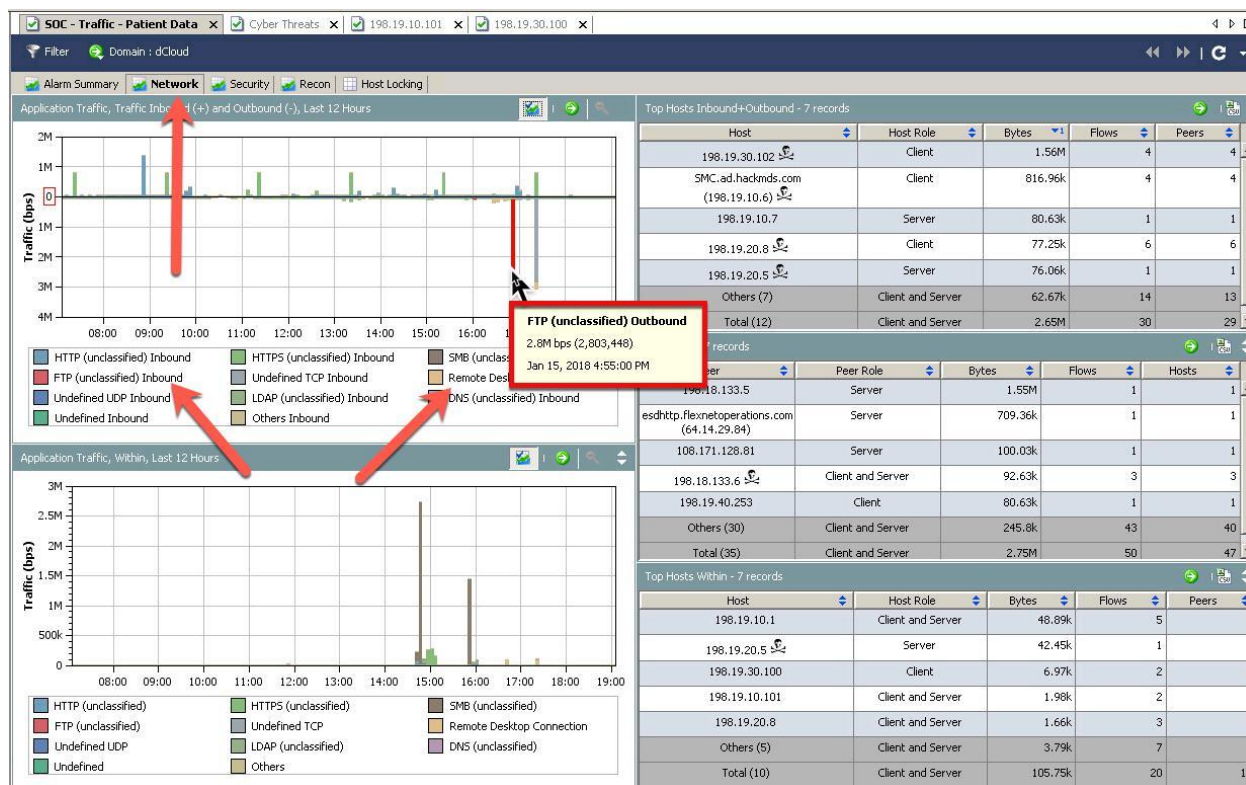 SOC - Traffic - Patient Data
Cyber Threats
198.19.10.101
198.19.30.100
Filter
Domain : dCloud
Alarm Summary
Network
Security
Recon
Host Locking
Application Traffic, Traffic Inbound (+) and Outbound (-), Last 12 Hours
2M
1M
0
1M
2M
3M
4M
Traffic (bps)
08:00 09:00 10:00 11:00 12:00 13:00 14:00 15:00 16:00
FTP (unclassified) Outbound
2.8M bps (2,803,448)
Jan 15, 2018 4:55:00 PM
HTTP (unclassified) Inbound
HTTPS (unclassified) Inbound
SMB (unclass
FTP (unclassified) Inbound
Undefined TCP Inbound
Remote Desk
Undefined UDP Inbound
LDAP (unclassified) Inbound
DNS (unclassified) Inbound
Undefined Inbound
Others Inbound
Application Traffic, Within, Last 12 Hours
3M
2.5M
2M
1.5M
1M
500k
0
Traffic (bps)
08:00 09:00 10:00 11:00 12:00 13:00 14:00 15:00 16:00 17:00 18:00 19:00
HTTP (unclassified)
HTTPS (unclassified)
SMB (unclassified)
FTP (unclassified)
Undefined TCP
Remote Desktop Connection
Undefined UDP
LDAP (unclassified)
DNS (unclassified)
Undefined
Others
Top Hosts Inbound+Outbound - 7 records
Host Host Role Bytes Flows Peers
198.19.30.102 Client 1.56M 4 4
SMC.ad.hackmds.com Client 816.96k 4 4
(198.19.10.6)
198.19.10.7 Server 80.63k 1 1
198.19.20.8 Client 77.25k 6 6
198.19.20.5 Server 76.06k 1 1
Others (7) Client and Server 62.67k 14 13
Total (12) Client and Server 2.65M 30 29
records
Peer Role Bytes Flows Hosts
198.18.133.5 Server 1.55M 1 1
esdhttp.flexnetoperations.com Server 709.36k 1 1
(64.14.29.84)
108.171.128.81 Server 100.03k 1 1
198.18.133.6 Client and Server 92.63k 3 3
198.19.40.253 Client 80.63k 1 1
Others (30) Client and Server 245.8k 43 40
Total (35) Client and Server 2.75M 50 47
Top Hosts Within - 7 records
Host Host Role Bytes Flows Peers
198.19.10.1 Client and Server 48.89k 5
198.19.20.5 Server 42.45k 1
198.19.30.100 Client 6.97k 2
198.19.10.101 Client and Server 1.98k 2
198.19.20.8 Client and Server 1.66k 3
Others (5) Client and Server 3.79k 7
Total (10) Client and Server 105.75k 20 1